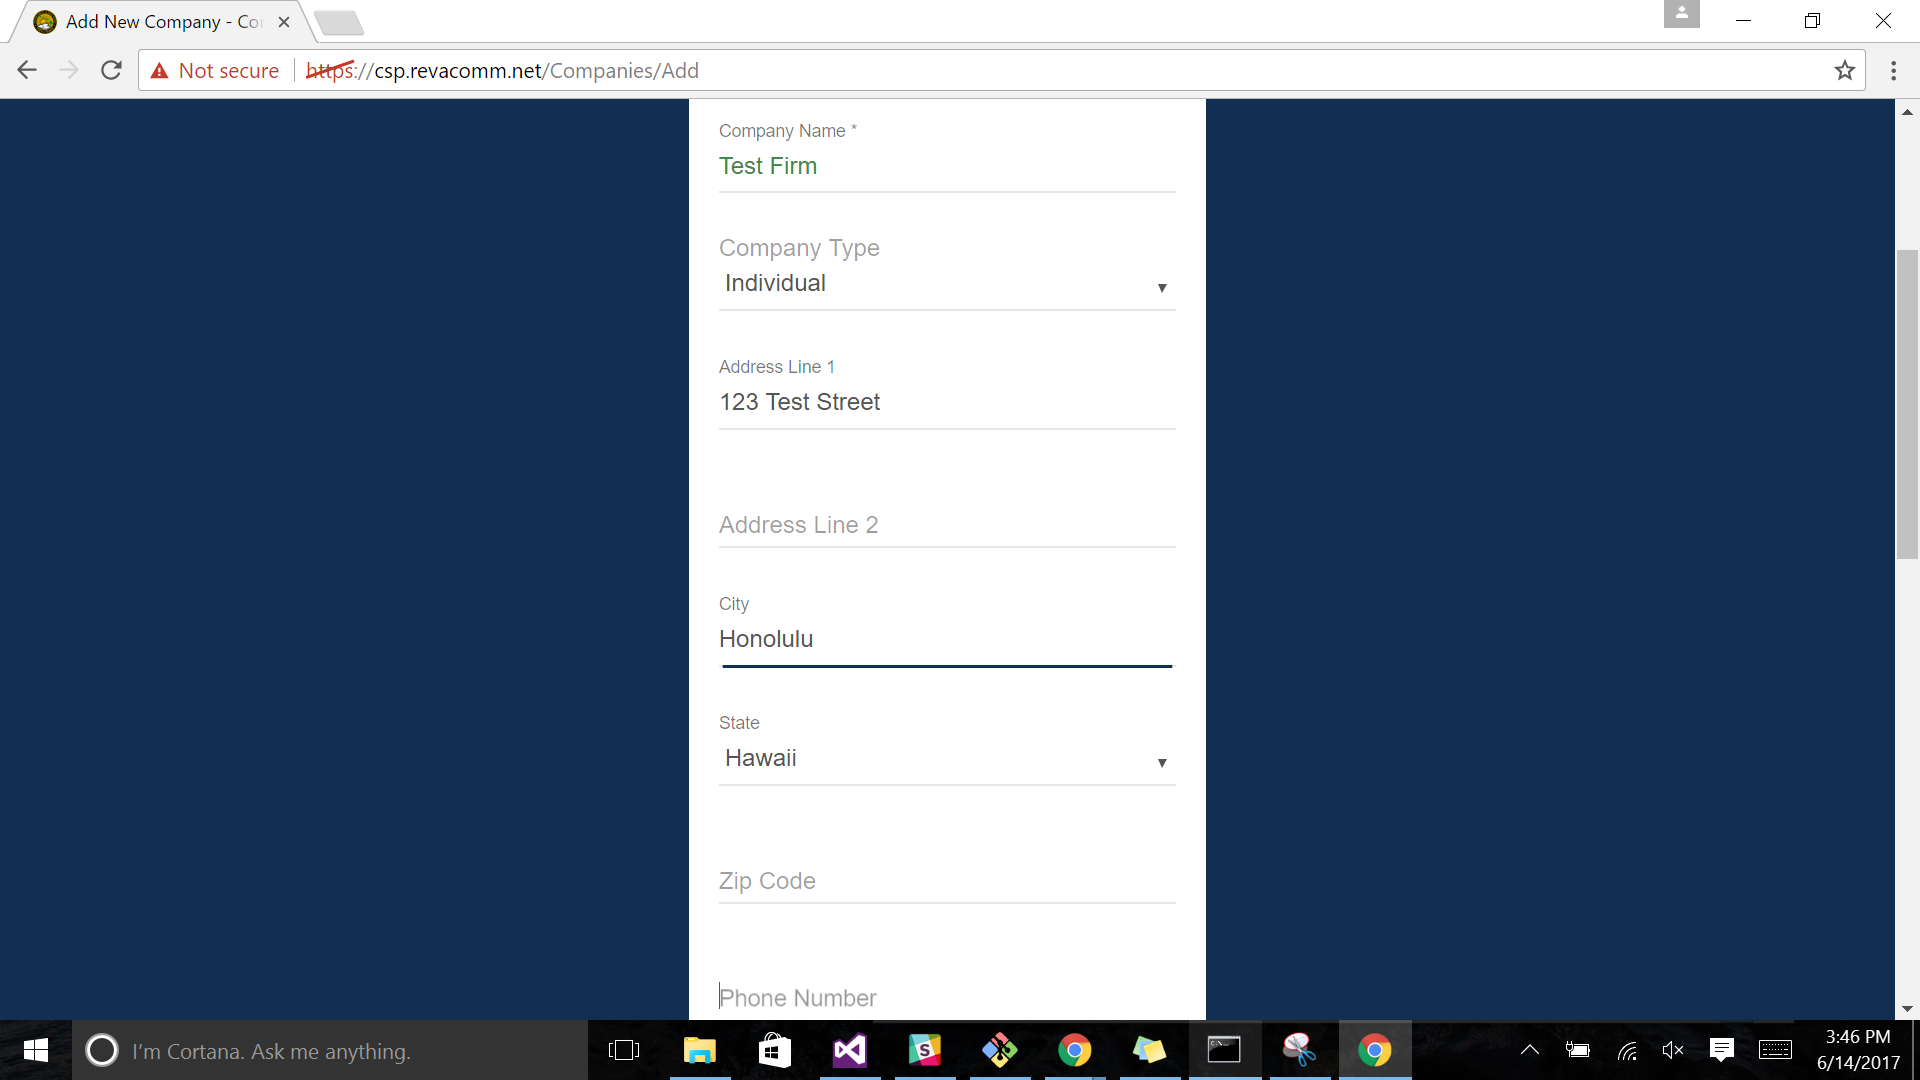 Add New Company - Co
Not secure https://csp.revacomm.net/Companies/Add
Company Name *
Test Firm
Company Type
Individual
Address Line 1
123 Test Street
Address Line 2
City
Honolulu
State
Hawaii
Zip Code
Phone Number
I'm Cortana. Ask me anything.
3:46 PM
6/14/2017